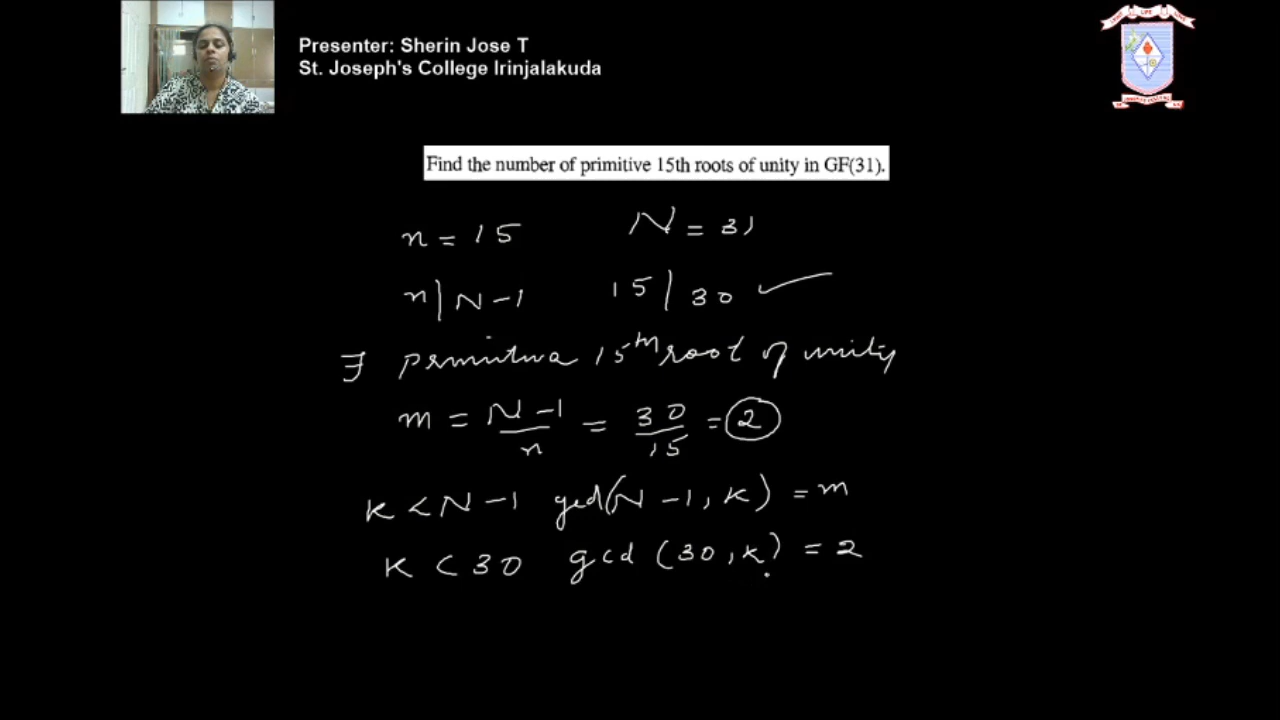 Presenter: Sherin Jose T
St. Joseph's College Irinjalakuda
Find the number of primitive 15th roots of unity in GF(31).
n = 15 N = 31
n | N - 1 15 | 30 ✓
∃ primitive 15th root of unity
m = N - 1 / n = 30 / 15 = 2
K < N - 1 gcd(N - 1, K) = m
K < 30 gcd (30, K) = 2